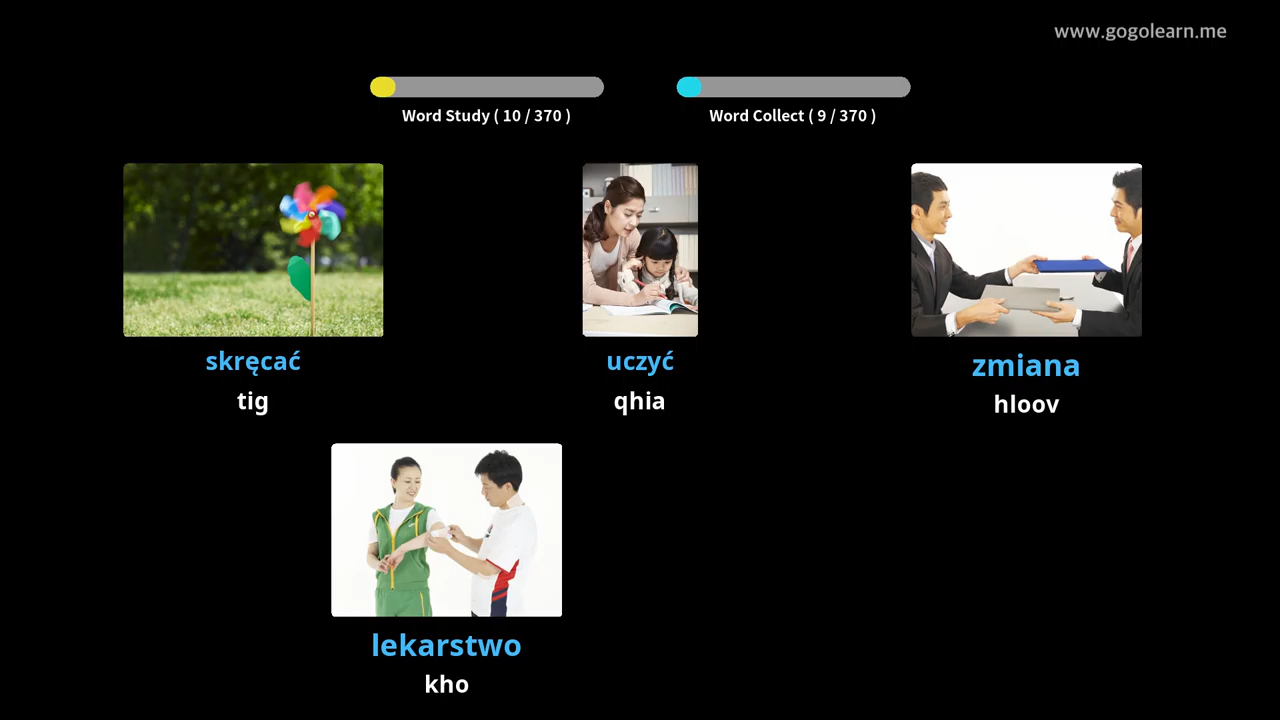 www.gogolearn.me
Word Study ( 10 / 370 )
Word Collect ( 9 / 370 )
skręcać
tig
uczyć
qhia
zmiana
hloov
lekarstwo
kho